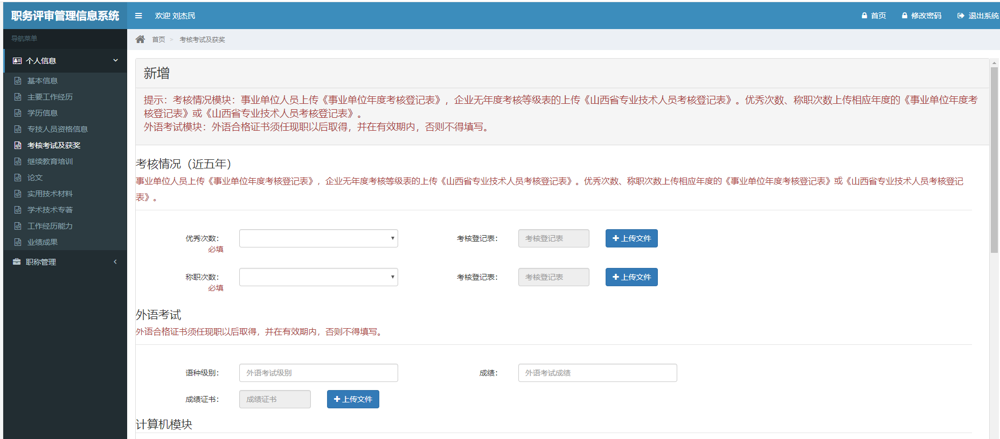 职务评审管理信息系统
欢迎 刘杰民
首页
修改密码
退出系统
导航菜单
首页 > 考核考试及获奖
个人信息
基本信息
主要工作经历
学历信息
专技人员资格信息
考核考试及获奖
继续教育培训
论文
实用技术材料
学术技术专著
工作经历能力
业绩成果
职称管理
新增
提示：考核情况模块：事业单位人员上传《事业单位年度考核登记表》，企业无年度考核等级表的上传《山西省专业技术人员考核登记表》。优秀次数、称职次数上传相应年度的《事业单位年度考
核登记表》或《山西省专业技术人员考核登记表》。
外语考试模块：外语合格证书须任现职以后取得，并在有效期内，否则不得填写。
考核情况（近五年）
事业单位人员上传《事业单位年度考核登记表》，企业无年度考核等级表的上传《山西省专业技术人员考核登记表》。优秀次数、称职次数上传相应年度的《事业单位年度考核登记表》或《山西省专业技术人员考核登记
表》。
优秀次数：
必填
考核登记表：
考核登记表
上传文件
称职次数：
必填
考核登记表：
考核登记表
上传文件
外语考试
外语合格证书须任现职以后取得，并在有效期内，否则不得填写。
语种级别：
外语考试级别
成绩：
外语考试成绩
成绩证书：
成绩证书
上传文件
计算机模块